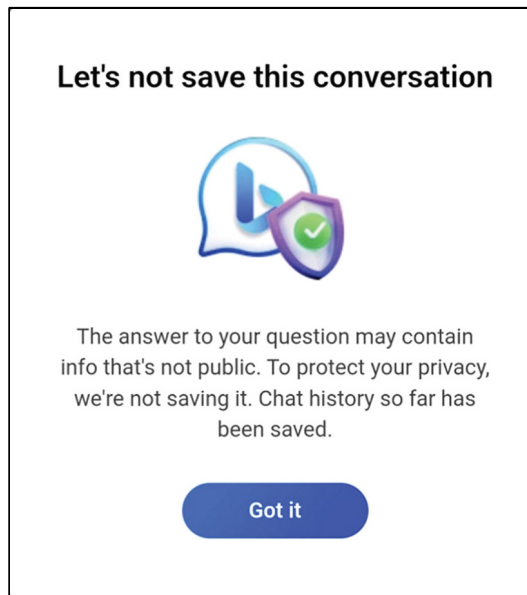 Let's not save this conversation
The answer to your question may contain
info that's not public. To protect your privacy,
we're not saving it. Chat history so far has
been saved.
Got it